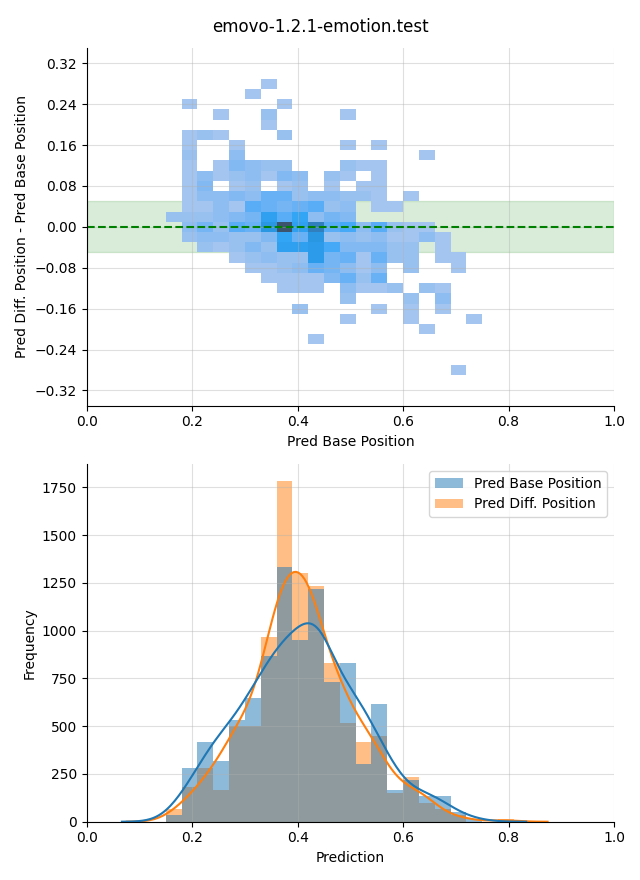 emovo-1.2.1-emotion.test
Pred Diff. Position - Pred Base Position
0.32
0.24
0.16
0.08
0.00
−0.08
−0.16
−0.24
−0.32
0.0 0.2 0.4 0.6 0.8 1.0
Pred Base Position
Frequency
1750
1500
1250
1000
750
500
250
0
Pred Base Position
Pred Diff. Position
0.0 0.2 0.4 0.6 0.8 1.0
Prediction